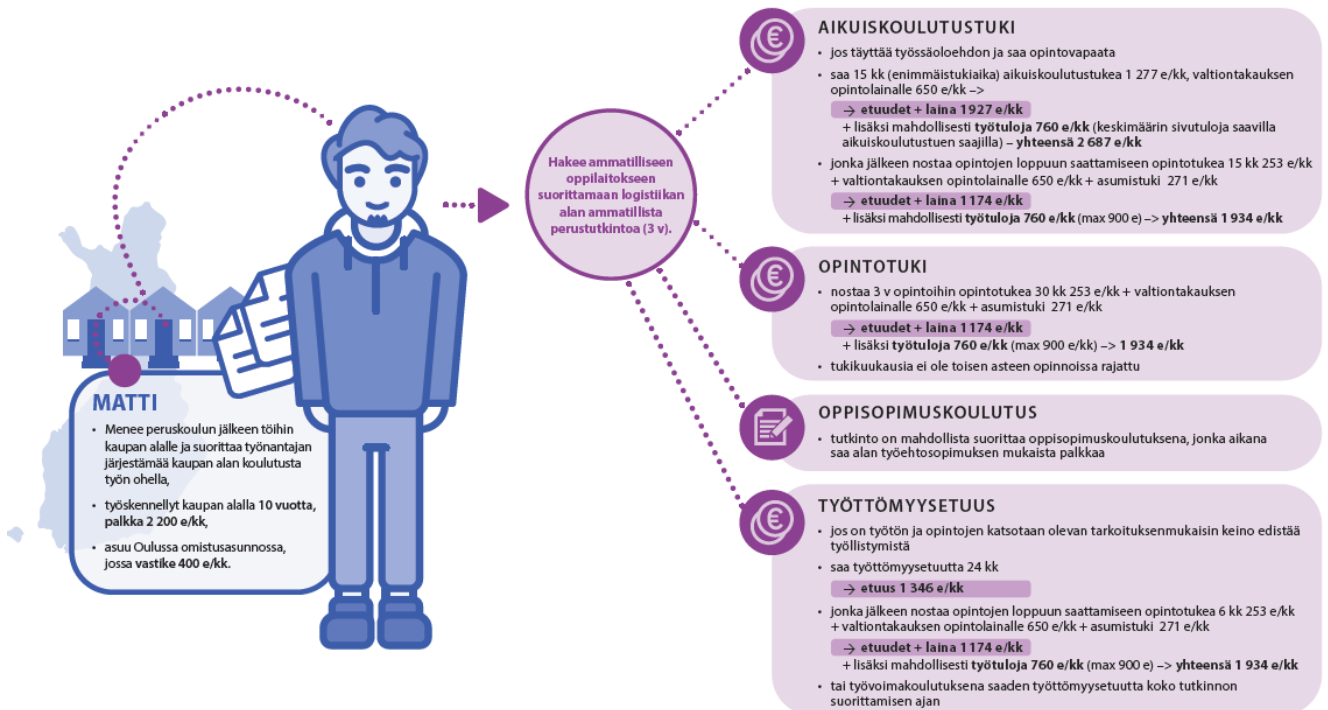 MATTI
• Menee peruskoulun jälkeen töihin
kaupan alalle ja suorittaa työnantajan
järjestämää kaupan alan koulutusta
työn ohella,
• työskennellyt kaupan alalla 10 vuotta,
palkka 2 200 e/kk,
• asuu Oulussa omistusasunnossa,
jossa vastike 400 e/kk.
Hakee ammatilliseen
oppilaitokseen
suorittamaan logistiikan
alan ammatillista
perustutkintoa (3 v).
AIKUISKOULUTUSTUKI
• jos täyttää työssäoloehdon ja saa opintovapaata
• saa 15 kk (enimmäistukiaika) aikuiskoulutustukea 1 277 e/kk, valtiontakauksen
opintolainalle 650 e/kk –>
→ etuudet + laina 1927 e/kk
+ lisäksi mahdollisesti työtuloja 760 e/kk (keskimäärin sivutuloja saavilla
aikuiskoulutustuen saajilla) – yhteensä 2 687 e/kk
• jonka jälkeen nostaa opintojen loppuun saattamiseen opintotukea 15 kk 253 e/kk
+ valtiontakauksen opintolainalle 650 e/kk + asumistuki 271 e/kk
→ etuudet + laina 1174 e/kk
+ lisäksi mahdollisesti työtuloja 760 e/kk (max 900 e) –> yhteensä 1 934 e/kk
OPINTOTUKI
• nostaa 3 v opintoihin opintotukea 30 kk 253 e/kk + valtiontakauksen
opintolainalle 650 e/kk + asumistuki 271 e/kk
→ etuudet + laina 1174 e/kk
+ lisäksi työtuloja 760 e/kk (max 900 e/kk) –> 1 934 e/kk
• tukikuukausia ei ole toisen asteen opinnoissa rajattu
OPPISOPIMUSKOULUTUS
• tutkinto on mahdollista suorittaa oppisopimuskoulutuksena, jonka aikana
saa alan työehtosopimuksen mukaista palkkaa
TYÖTTÖMYYSETUUS
• jos on työtön ja opintojen katsotaan olevan tarkoituksenmukaisin keino edistää
työllistymistä
• saa työttömyysetuutta 24 kk
→ etuus 1 346 e/kk
• jonka jälkeen nostaa opintojen loppuun saattamiseen opintotukea 6 kk 253 e/kk
+ valtiontakauksen opintolainalle 650 e/kk + asumistuki 271 e/kk
→ etuudet + laina 1174 e/kk
+ lisäksi mahdollisesti työtuloja 760 e/kk (max 900 e) –> yhteensä 1 934 e/kk
• tai työvoimakoulutuksena saaden työttömyysetuutta koko tutkinnon
suorittamisen ajan